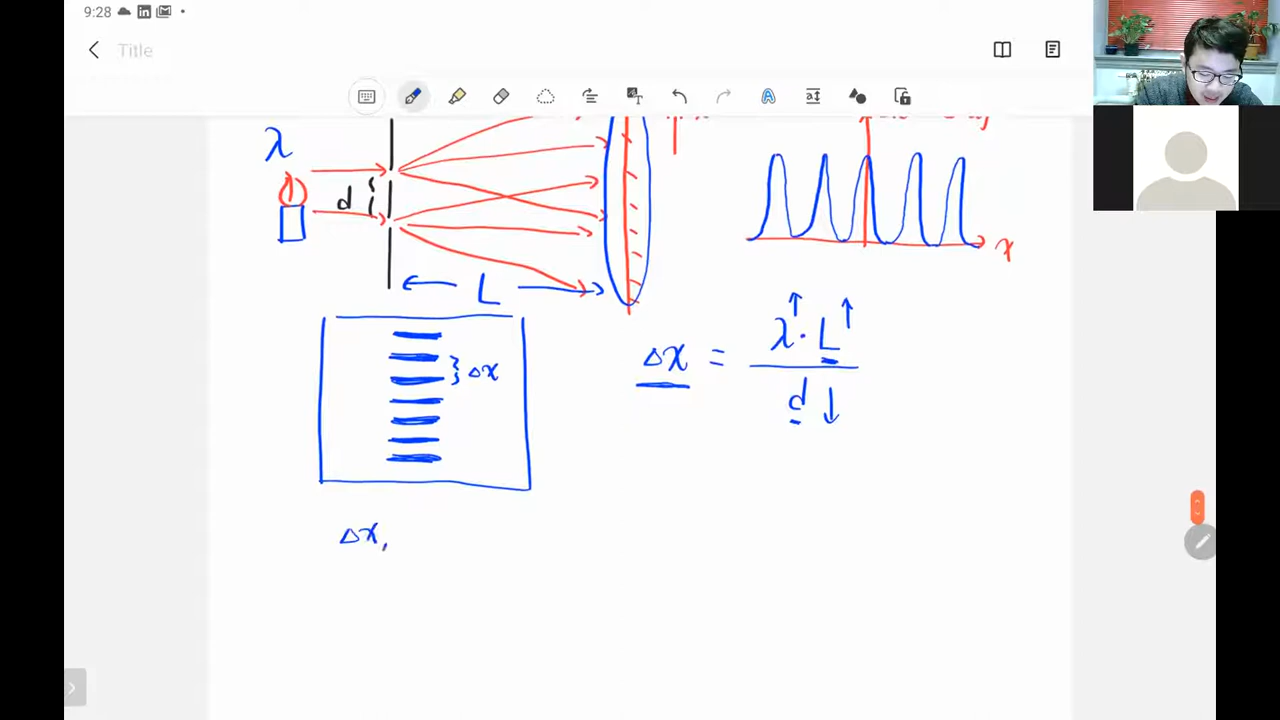 9:28
Title
λ
d
L
x
Δx
Δx = λ · L / d
Δx,